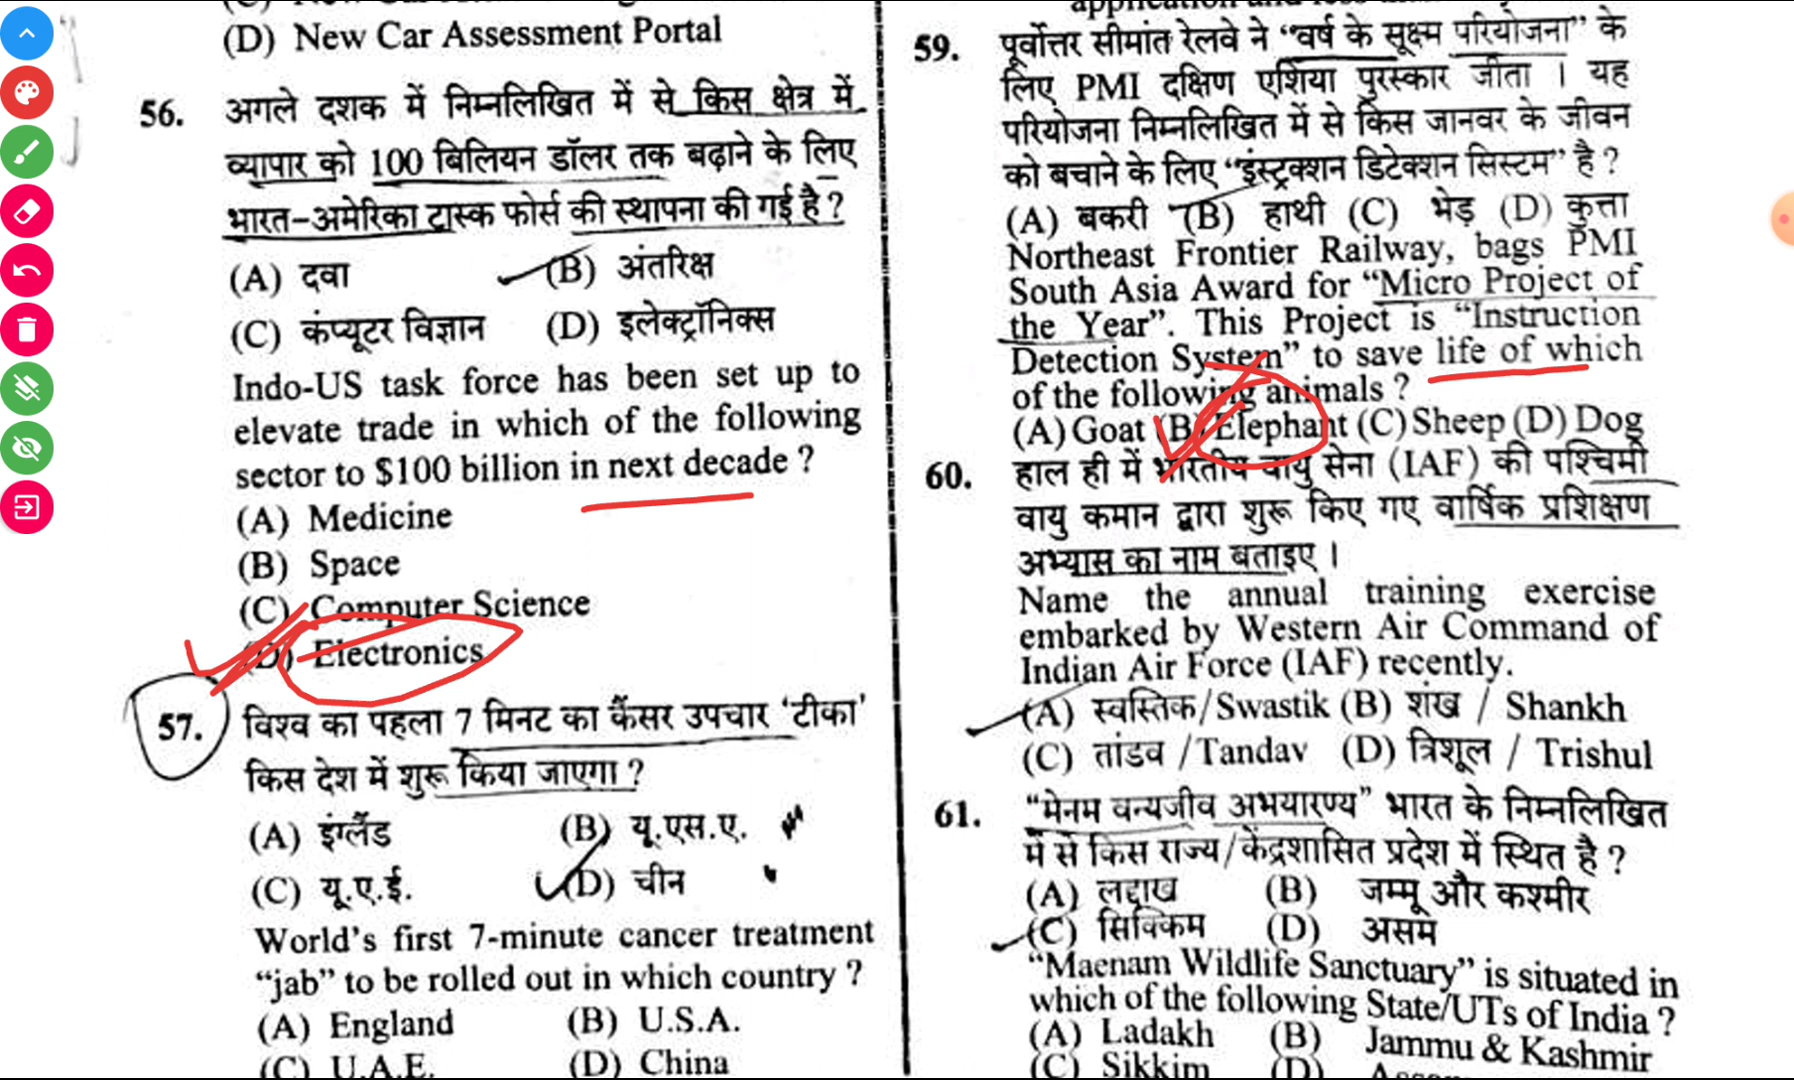 (D) New Car Assessment Portal
56. अगले दशक में निम्नलिखित में से किस क्षेत्र में
व्यापार को 100 बिलियन डॉलर तक बढ़ाने के लिए
भारत-अमेरिका टास्क फोर्स की स्थापना की गई है ?
(A) दवा (B) अंतरिक्ष
(C) कंप्यूटर विज्ञान (D) इलेक्ट्रॉनिक्स
Indo-US task force has been set up to
elevate trade in which of the following
sector to $100 billion in next decade ?
(A) Medicine
(B) Space
(C) Computer Science
(D) Electronics
57. विश्व का पहला 7 मिनट का कैंसर उपचार ‘टीका’
किस देश में शुरू किया जाएगा ?
(A) इंग्लैंड (B) यू.एस.ए.
(C) यू.ए.ई. (D) चीन
World’s first 7-minute cancer treatment
“jab” to be rolled out in which country ?
(A) England (B) U.S.A.
(C) U.A.E. (D) China
59. पूर्वोत्तर सीमांत रेलवे ने “वर्ष के सूक्ष्म परियोजना” के
लिए PMI दक्षिण एशिया पुरस्कार जीता । यह
परियोजना निम्नलिखित में से किस जानवर के जीवन
को बचाने के लिए “इंस्ट्रक्शन डिटेक्शन सिस्टम” है ?
(A) बकरी (B) हाथी (C) भेड़ (D) कुत्ता
Northeast Frontier Railway, bags PMI
South Asia Award for “Micro Project of
the Year”. This Project is “Instruction
Detection System” to save life of which
of the following animals ?
(A) Goat (B) Elephant (C) Sheep (D) Dog
60. हाल ही में भारतीय वायु सेना (IAF) की पश्चिमी
वायु कमान द्वारा शुरू किए गए वार्षिक प्रशिक्षण
अभ्यास का नाम बताइए ।
Name the annual training exercise
embarked by Western Air Command of
Indian Air Force (IAF) recently.
(A) स्वस्तिक/Swastik (B) शंख / Shankh
(C) तांडव /Tandav (D) त्रिशूल / Trishul
61. “मेनम वन्यजीव अभयारण्य” भारत के निम्नलिखित
में से किस राज्य/केंद्रशासित प्रदेश में स्थित है ?
(A) लद्दाख (B) जम्मू और कश्मीर
(C) सिक्किम (D) असम
“Maenam Wildlife Sanctuary” is situated in
which of the following State/UTs of India ?
(A) Ladakh (B) Jammu & Kashmir
(C) Sikkim (D)